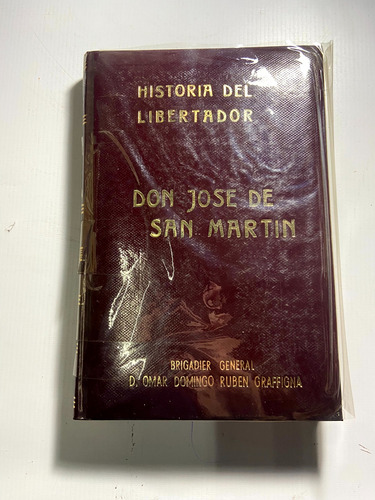 HISTORIA DEL
LIBERTADOR
DON JOSE DE
SAN MARTIN
BRIGADIER GENERAL
D. OMAR DOMINGO RUBEN GRAFFIGNA